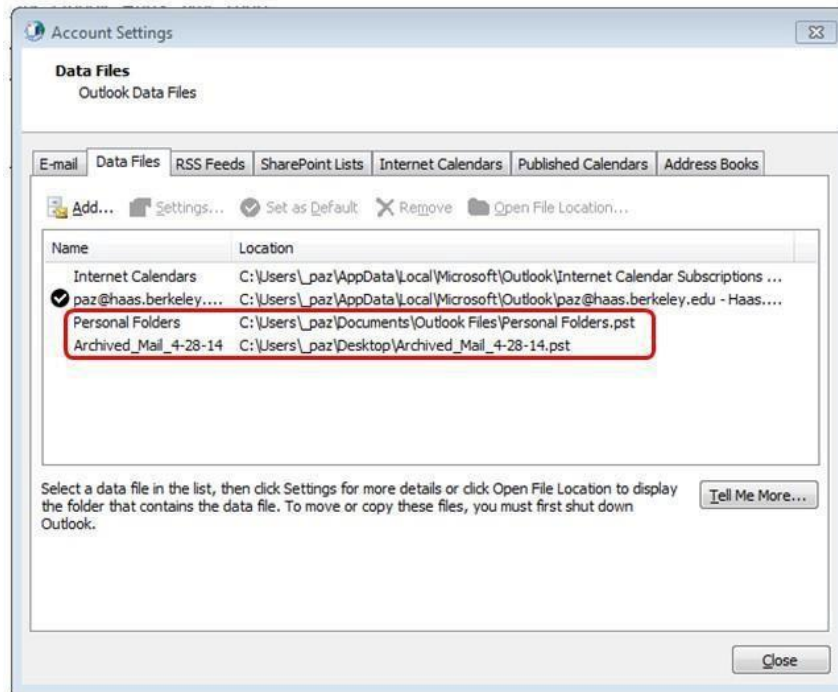 Account Settings
Data Files
Outlook Data Files
E-mail Data Files RSS Feeds SharePoint Lists Internet Calendars Published Calendars Address Books
Add... Settings... Set as Default Remove Open File Location...
Name Location
Internet Calendars C:\Users\_paz\AppData\Local\Microsoft\Outlook\Internet Calendar Subscriptions ...
paz@haas.berkeley.... C:\Users\_paz\AppData\Local\Microsoft\Outlook\paz@haas.berkeley.edu - Haas....
Personal Folders C:\Users\_paz\Documents\Outlook Files\Personal Folders.pst
Archived_Mail_4-28-14 C:\Users\_paz\Desktop\Archived_Mail_4-28-14.pst
Select a data file in the list, then click Settings for more details or click Open File Location to display
the folder that contains the data file. To move or copy these files, you must first shut down
Outlook.
Tell Me More...
Close